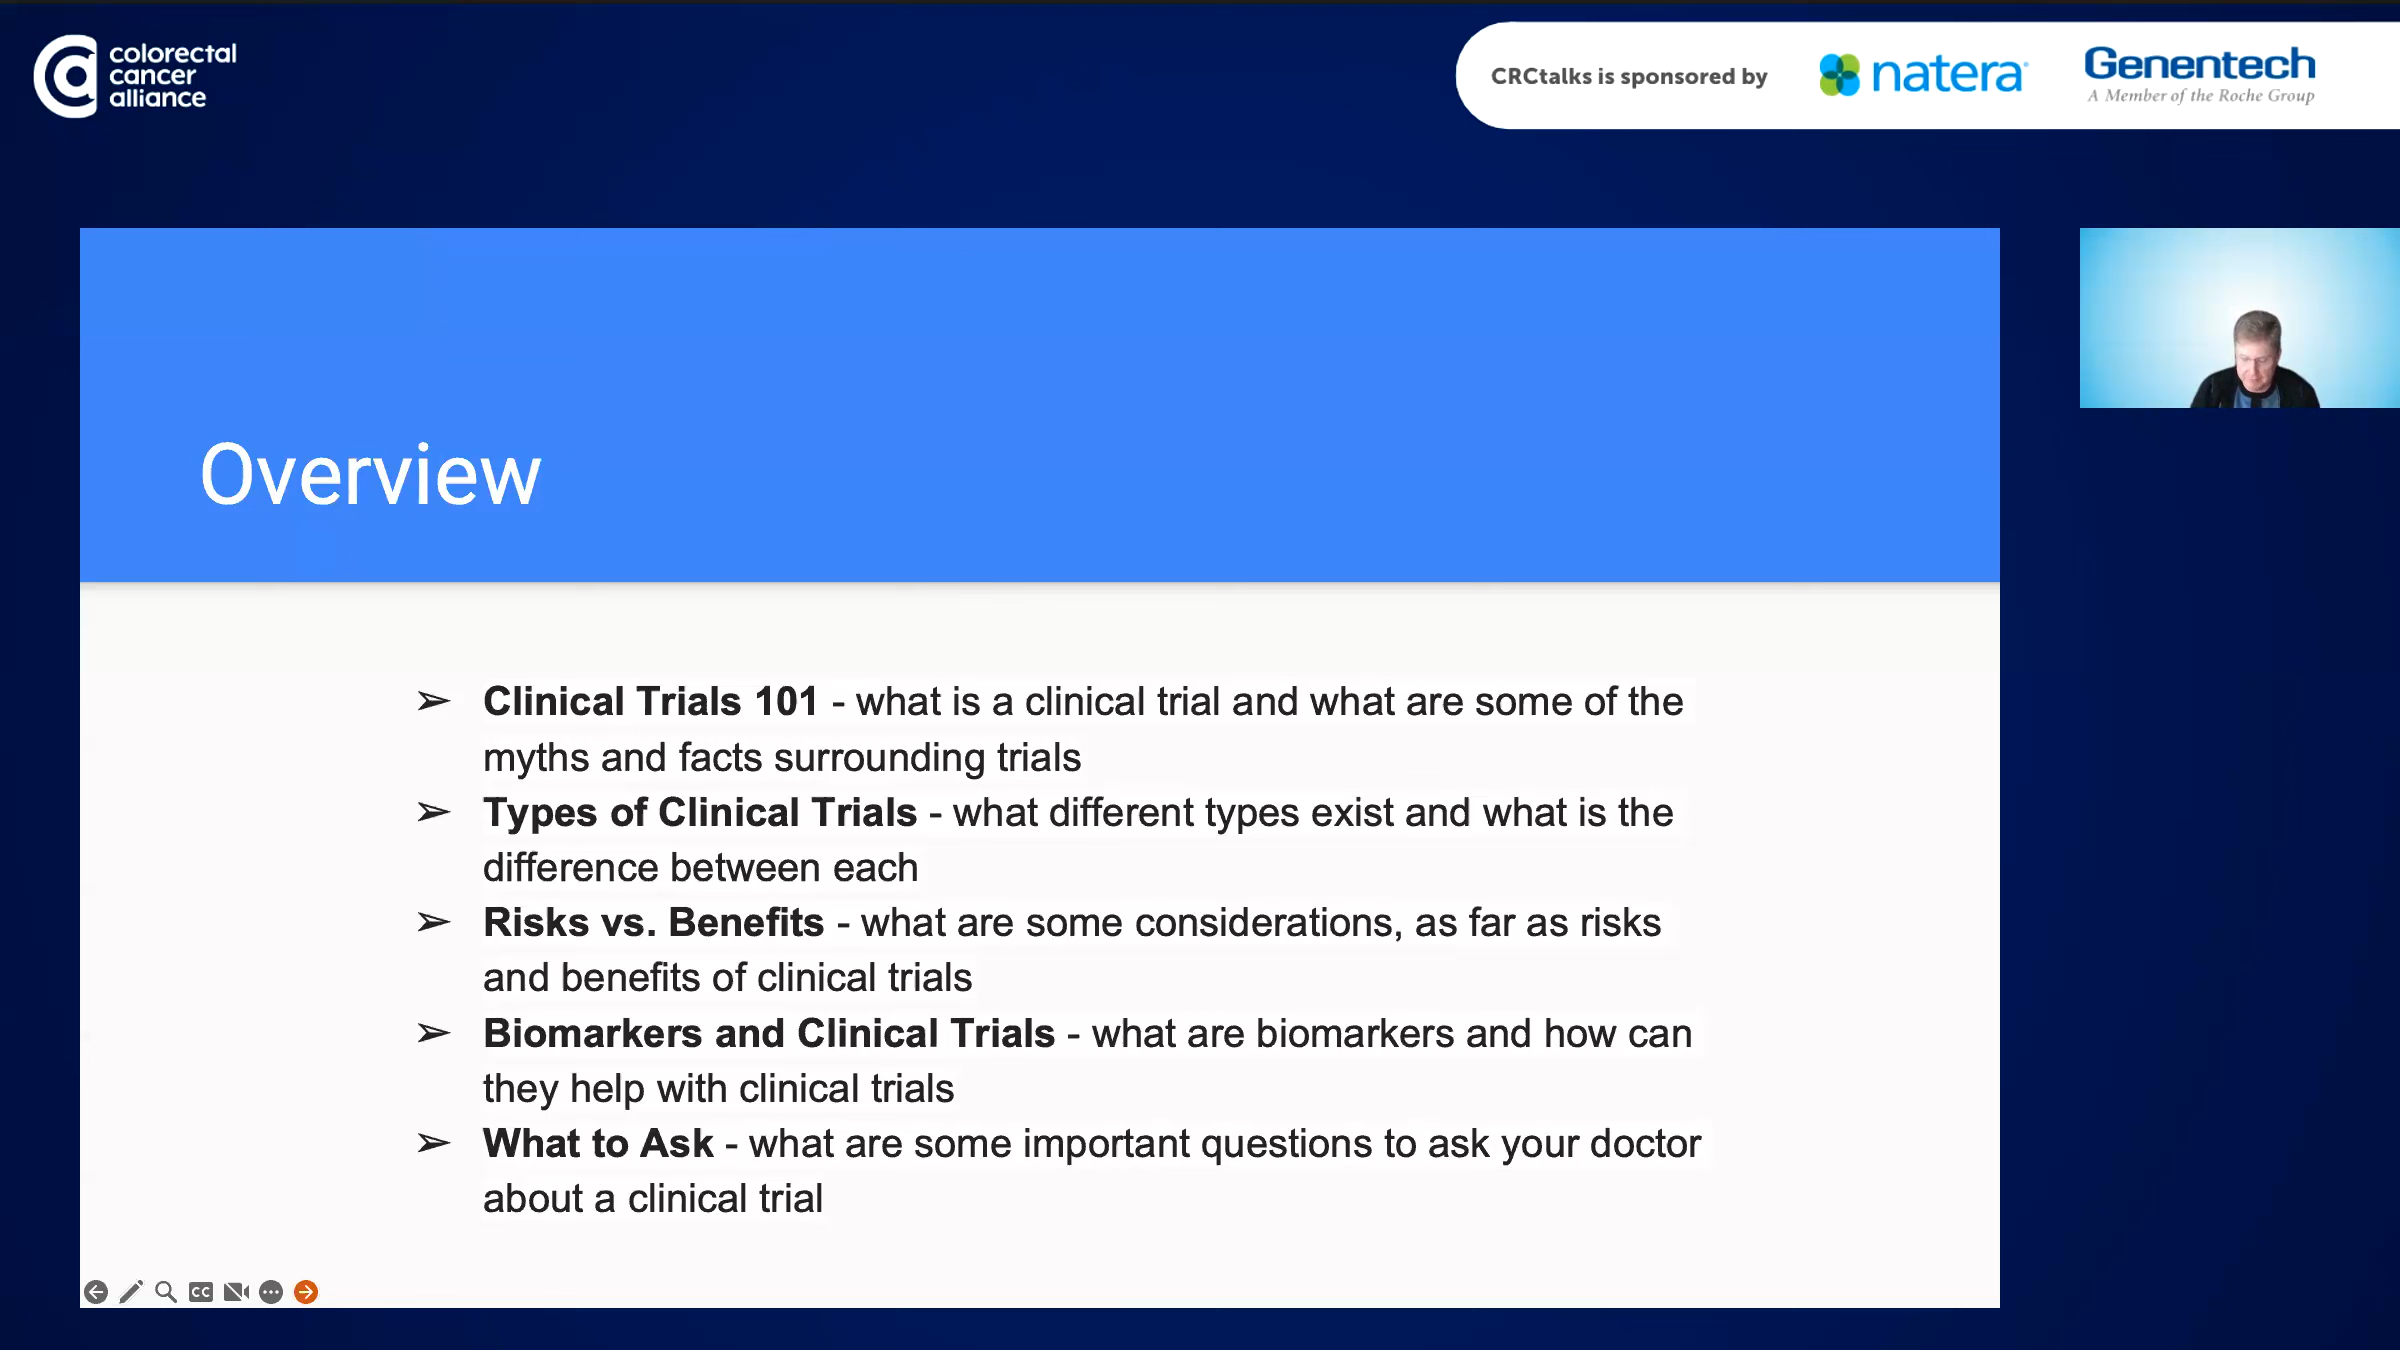 colorectal
cancer
alliance
CRCtalks is sponsored by
natera
Genentech
A Member of the Roche Group
Overview
➢ Clinical Trials 101 - what is a clinical trial and what are some of the
myths and facts surrounding trials
➢ Types of Clinical Trials - what different types exist and what is the
difference between each
➢ Risks vs. Benefits - what are some considerations, as far as risks
and benefits of clinical trials
➢ Biomarkers and Clinical Trials - what are biomarkers and how can
they help with clinical trials
➢ What to Ask - what are some important questions to ask your doctor
about a clinical trial
CC